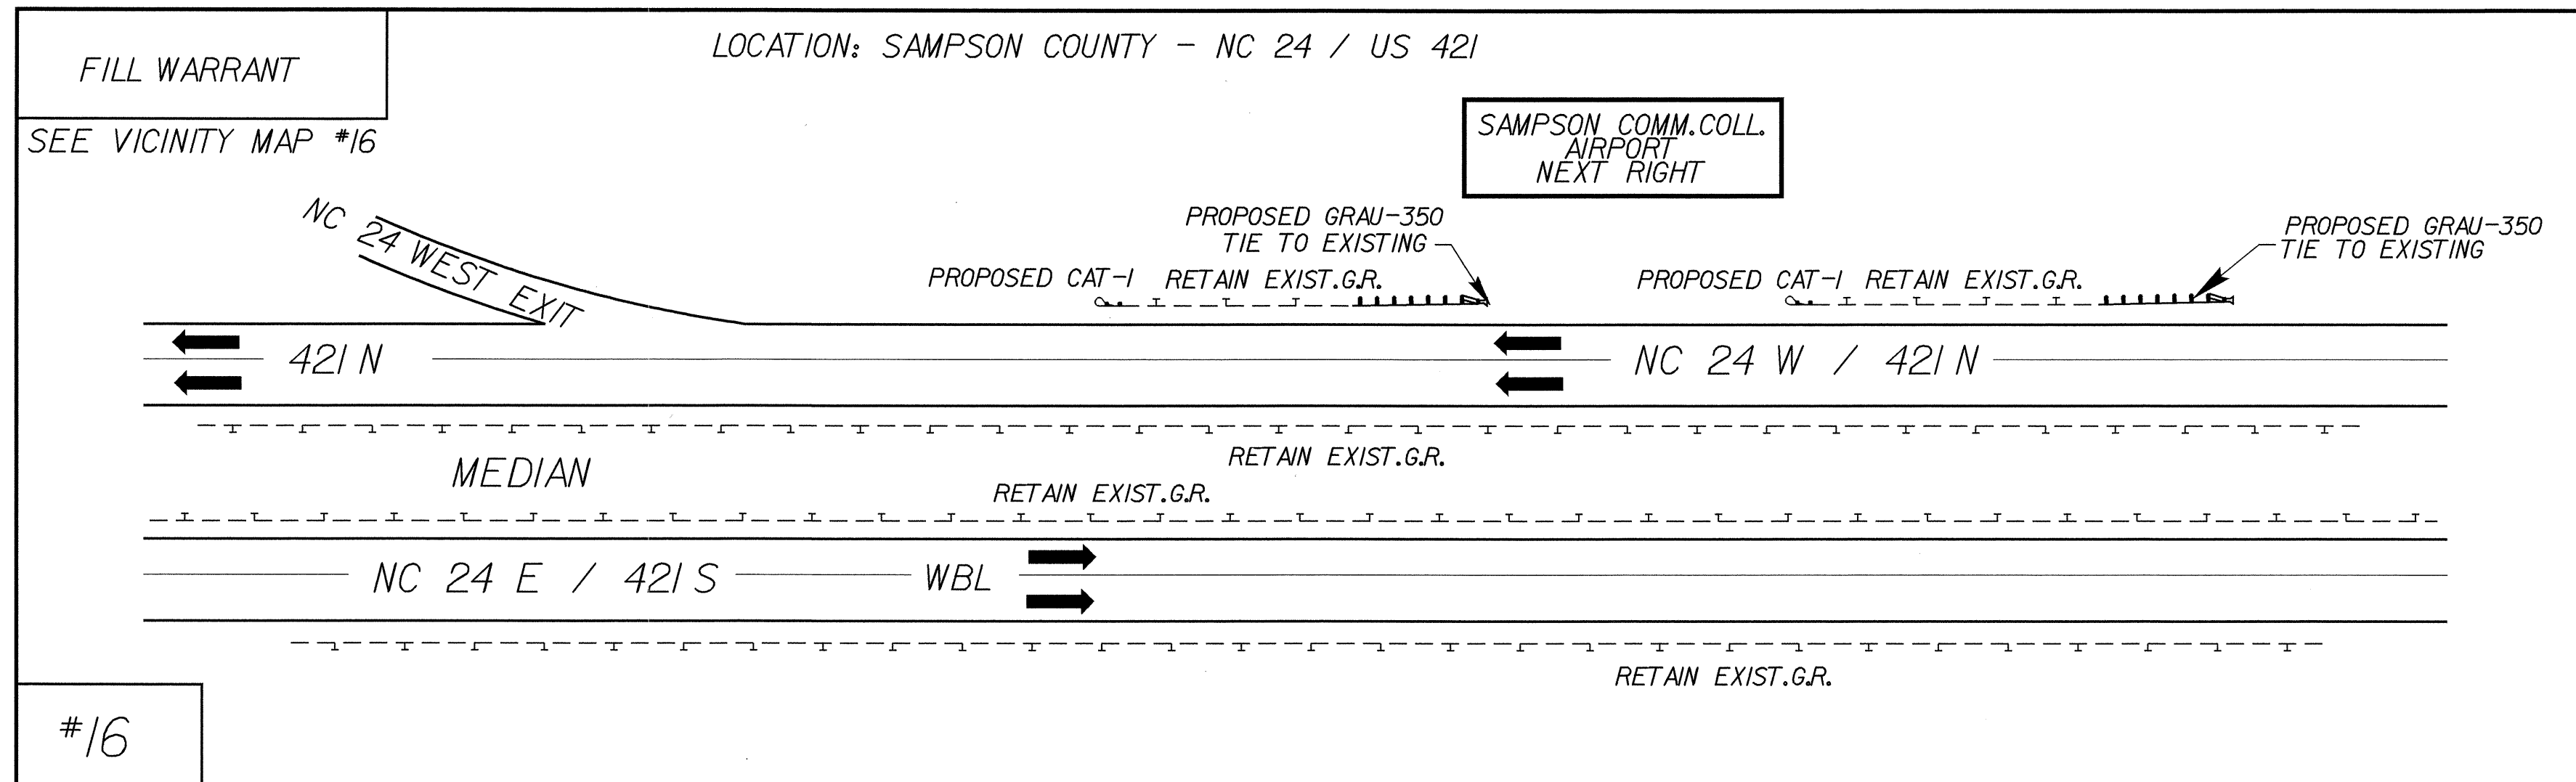 FILL WARRANT
LOCATION: SAMPSON COUNTY - NC 24 / US 421
SEE VICINITY MAP #16
SAMPSON COMM.COLL.
AIRPORT
NEXT RIGHT
NC 24 WEST EXIT
PROPOSED GRAU-350
TIE TO EXISTING
PROPOSED GRAU-350
TIE TO EXISTING
PROPOSED CAT-1 RETAIN EXIST.G.R.
PROPOSED CAT-1 RETAIN EXIST.G.R.
421 N
NC 24 W / 421 N
RETAIN EXIST.G.R.
MEDIAN
RETAIN EXIST.G.R.
NC 24 E / 421 S
WBL
RETAIN EXIST.G.R.
#16